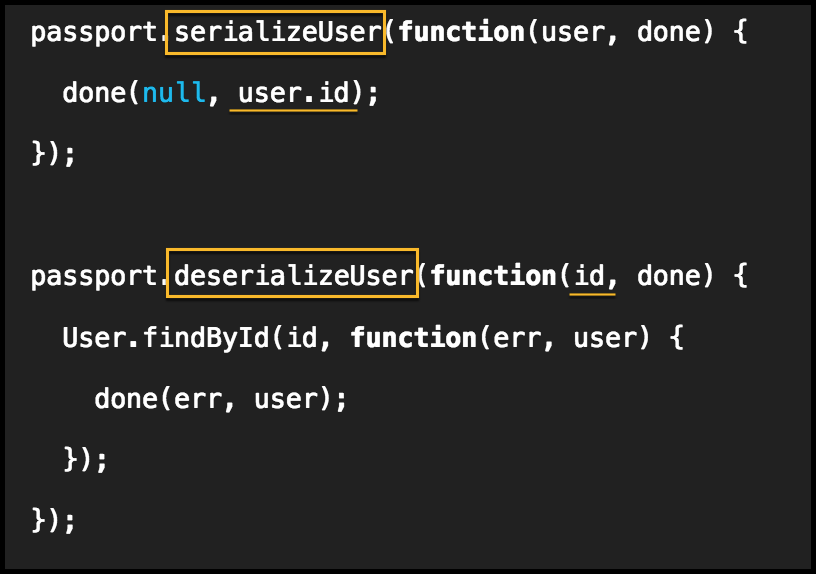 passport.serializeUser(function(user, done) {
  done(null, user.id);
});
passport.deserializeUser(function(id, done) {
  User.findById(id, function(err, user) {
    done(err, user);
  });
});